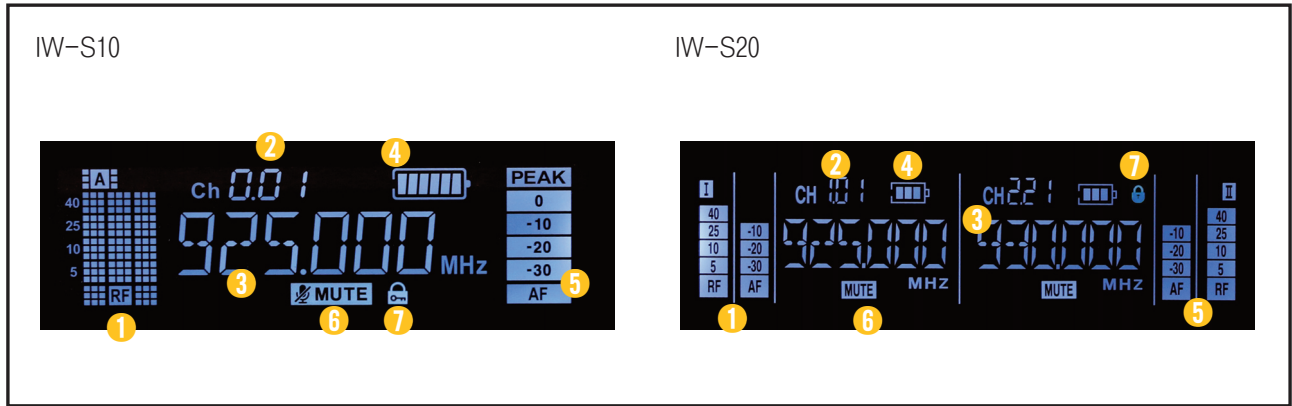 IW-S10
IW-S20
2
4
A
Ch 0.01
40
25
10
5
RF
925.000 MHz
3
MUTE
PEAK
0
-10
-20
-30
AF
5
1
6
7
2
4
7
I
40
25
10
5
RF
-10
-20
-30
AF
CH 1.01
925.000
MHZ
MUTE
CH 2.21
3
930.000
MHZ
MUTE
-10
-20
-30
AF
II
40
25
10
5
RF
1
6
5